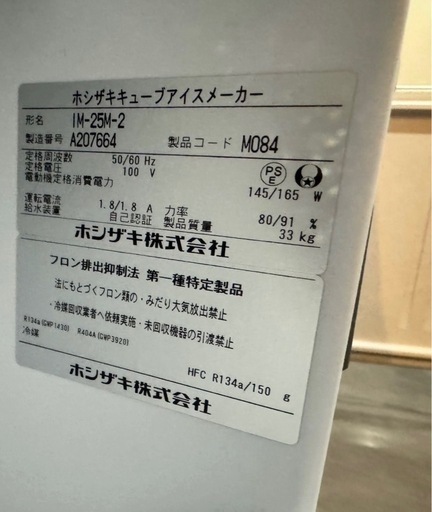 ホシザキキューブアイスメーカー
形名 IM-25M-2
製造番号 A207664 製品コード M084
定格周波数 50/60 Hz
定格電圧 100 V
PS E
電動機定格消費電力 145/165 W
運転電流 1.8/1.8 A 力率 80/91 %
給水装置 自己認証 製品質量 33 kg
ホシザキ株式会社
フロン排出抑制法 第一種特定製品
法にもとづくフロン類の・みだり大気放出禁止
・冷媒回収業者へ依頼実施・未回収機器の引渡禁止
R134a(GWP1430) R404A(GWP3920)
冷媒 HFC R134a/150 g
ホシザキ株式会社